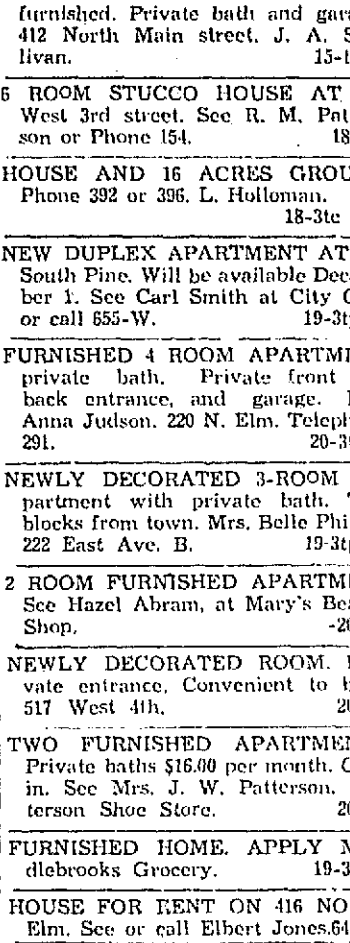 furnished. Private bath and gar
412 North Main street. J. A. S
livan. 15-1
6 ROOM STUCCO HOUSE AT
West 3rd street. See R. M. Pat
son or Phone 154. 18
HOUSE AND 16 ACRES GROU
Phone 392 or 396. L. Holloman.
18-3tc
NEW DUPLEX APARTMENT AT
South Pine. Will be available Dec
ber 1. See Carl Smith at City
or call 655-W. 19-3t
FURNISHED 4 ROOM APARTME
private bath. Private front
back entrance, and garage.
Anna Judson. 220 N. Elm. Teleph
291. 20-3
NEWLY DECORATED 3-ROOM
partment with private bath.
blocks from town. Mrs. Belle Phi
222 East Ave. B. 19-3t
2 ROOM FURNISHED APARTME
See Hazel Abram, at Mary's Bea
Shop. -20
NEWLY DECORATED ROOM.
vate entrance, Convenient to
517 West 4th. 20
TWO FURNISHED APARTMEN
Private baths $16.00 per month. C
in. See Mrs. J. W. Patterson.
terson Shoe Store. 20
FURNISHED HOME. APPLY M
dlebrooks Grocery. 19-3
HOUSE FOR RENT ON 416 NO
Elm. See or call Elbert Jones.64